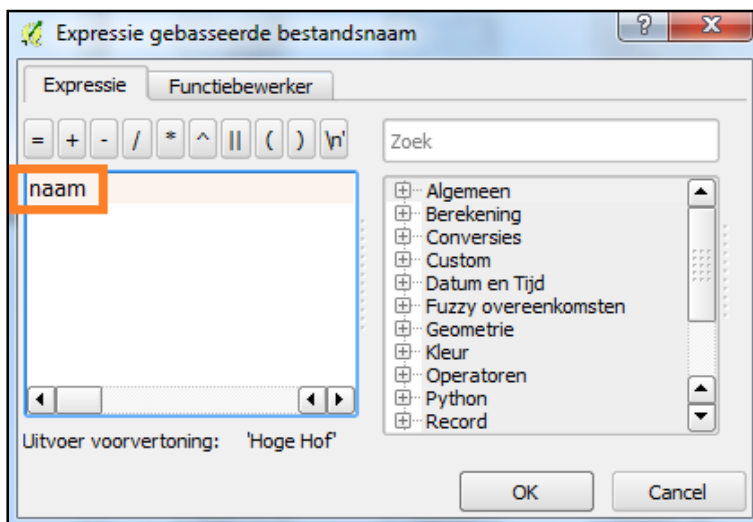 Expressie gebasseerde bestandsnaam
Expressie
Functiebewerker
= + - / * ^ || ( ) \n'
Zoek
naam
Algemeen
Berekening
Conversies
Custom
Datum en Tijd
Fuzzy overeenkomsten
Geometrie
Kleur
Operatoren
Python
Record
Uitvoer voorvertoning: 'Hoge Hof'
OK
Cancel